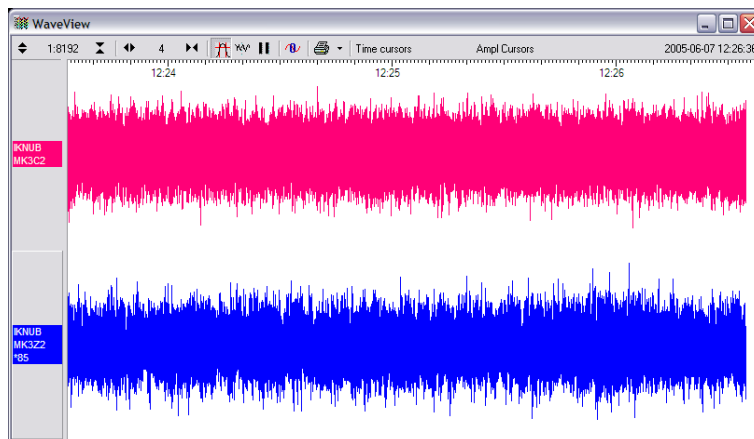 WaveView
1:8192 4 Time cursors Ampl Cursors 2005-06-07 12:26:36
12:24 12:25 12:26
IKNUB
MK3C2
IKNUB
MK3Z2
*85